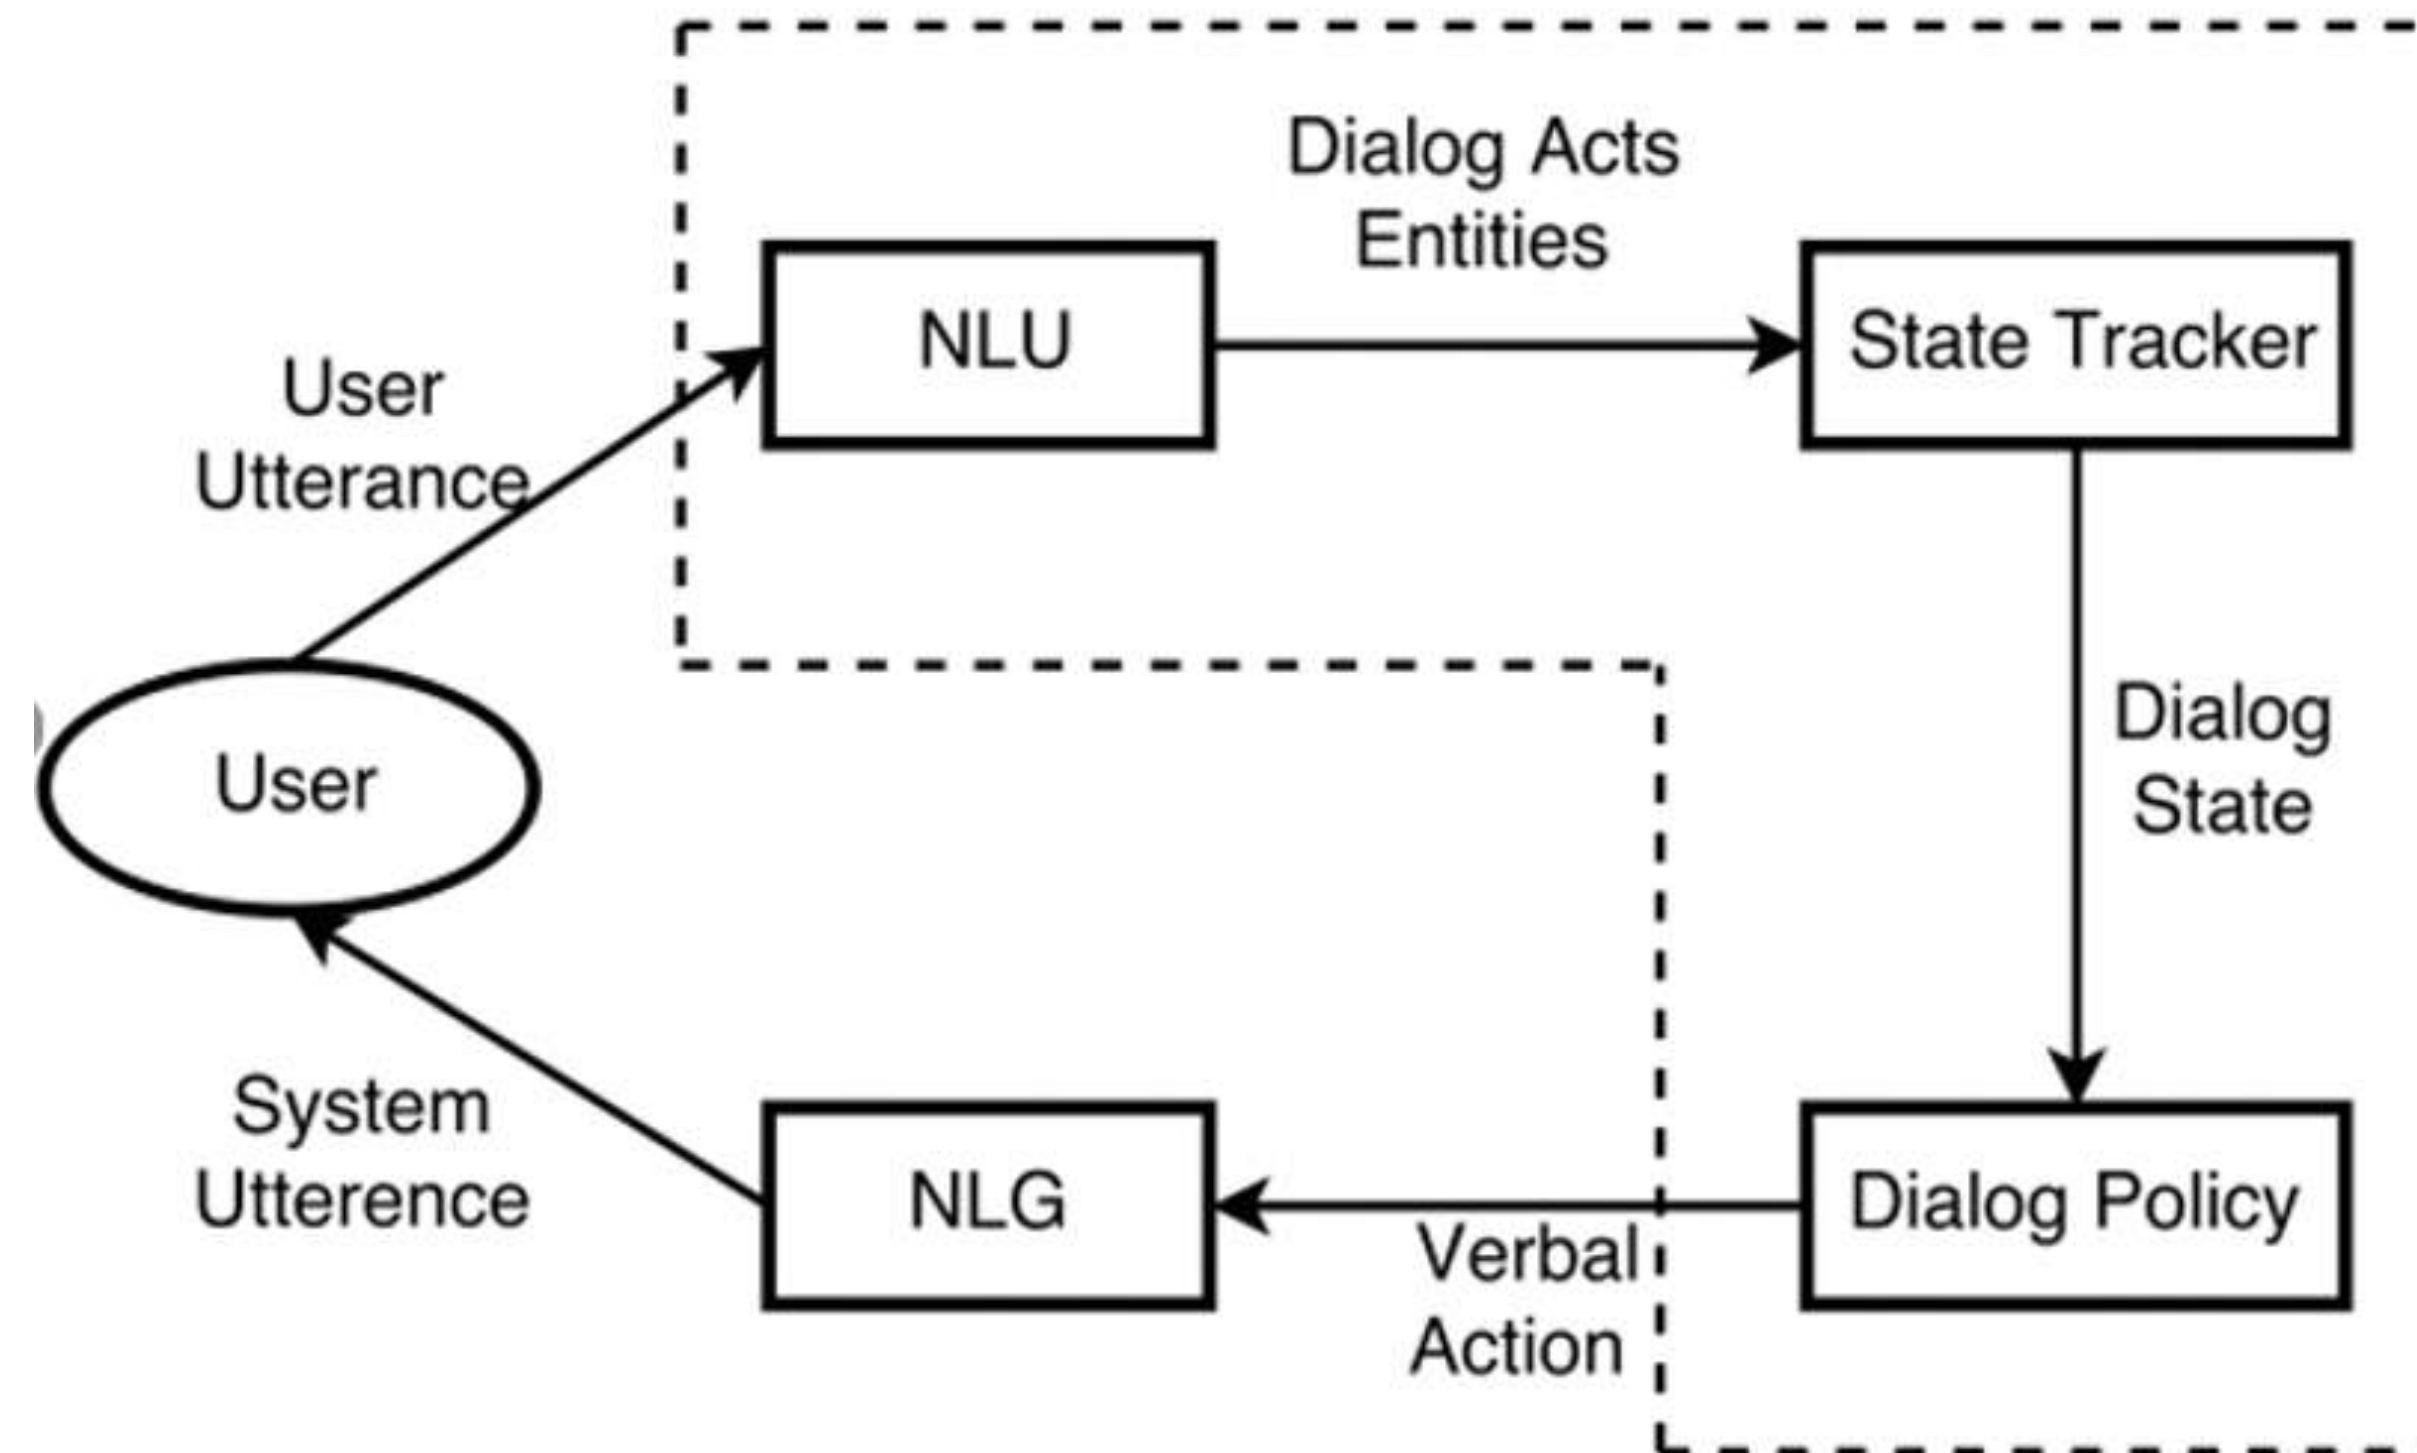 Dialog Acts
Entities
NLU
State Tracker
User
Utterance
User
Dialog
State
System
Utterence
NLG
Dialog Policy
Verbal
Action